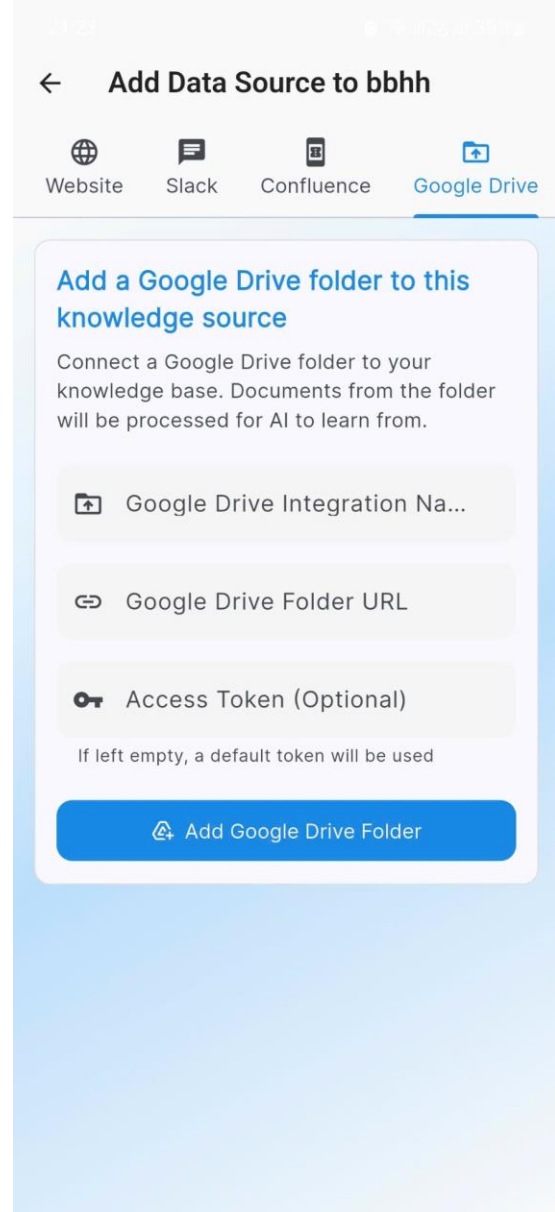 Add Data Source to bbhh
Website Slack Confluence Google Drive
Add a Google Drive folder to this
knowledge source
Connect a Google Drive folder to your
knowledge base. Documents from the folder
will be processed for AI to learn from.
Google Drive Integration Na...
Google Drive Folder URL
Access Token (Optional)
If left empty, a default token will be used
Add Google Drive Folder